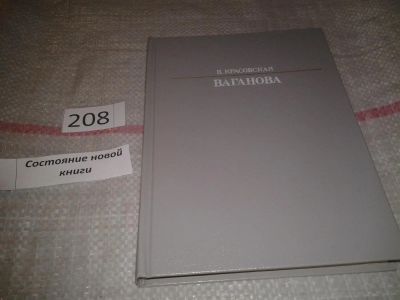 В. КРАСОВСКАЯ
ВАГАНОВА
208
Состояние новой
книги